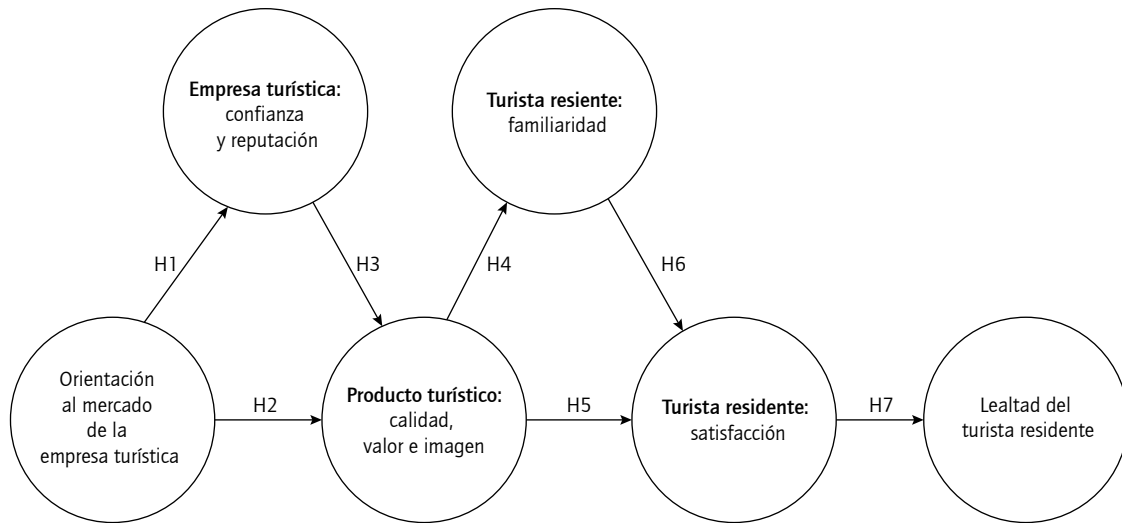 Empresa turística:
confianza
y reputación
Turista resiente:
familiaridad
H1
H3
H4
H6
Orientación
al mercado
de la
empresa turística
H2
Producto turístico:
calidad,
valor e imagen
H5
Turista residente:
satisfacción
H7
Lealtad del
turista residente